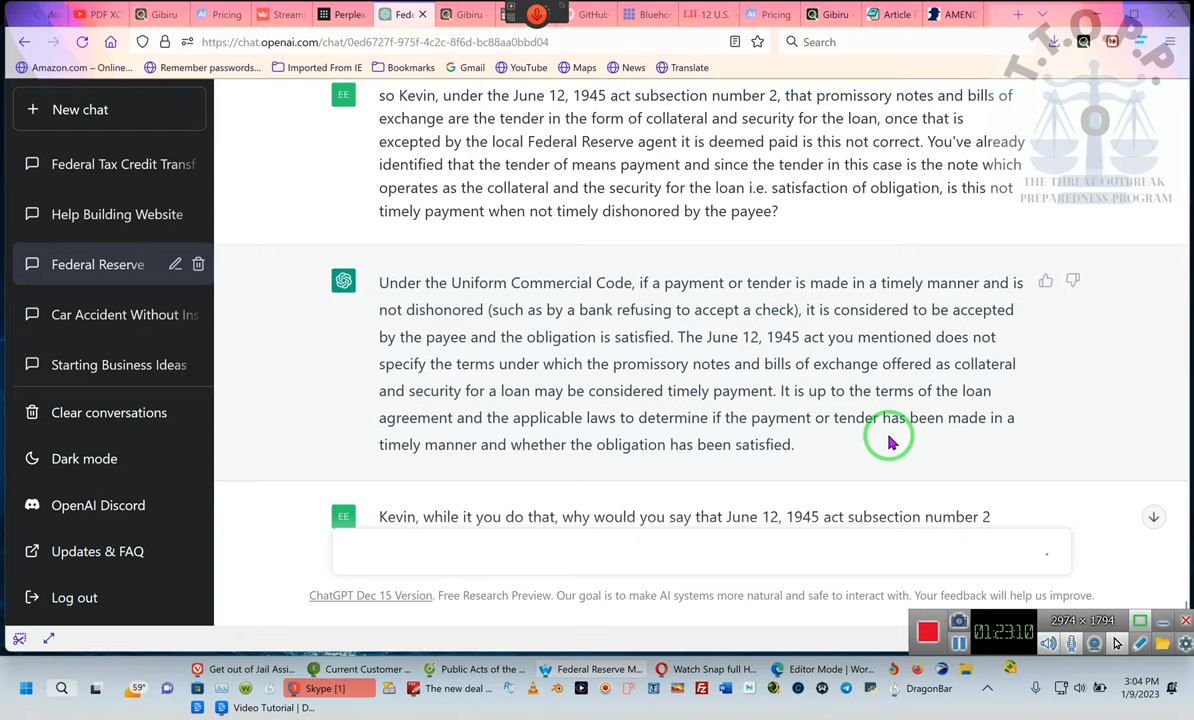 Mou
PDF XC
Gibiru -
Pricing
Stream
Perplex
Fede
Gibiru
GitHub
Blueho
LII 12 U.S.
Pricing
Gibiru -
Article
AMEND
https://chat.openai.com/chat/0ed6727f-975f-4c2c-8f6d-bc88aa0bbd04
Search
Amazon.com – Online...
Remember passwords...
Imported From IE
Bookmarks
Gmail
YouTube
Maps
News
Translate
T.T.O.P.P.
THE THREAT OUTBREAK
PREPAREDNESS PROGRAM
New chat
Federal Tax Credit Transf
Help Building Website
Federal Reserve
Car Accident Without Ins
Starting Business Ideas
Clear conversations
Dark mode
OpenAI Discord
Updates & FAQ
Log out
EE
so Kevin, under the June 12, 1945 act subsection number 2, that promissory notes and bills of
exchange are the tender in the form of collateral and security for the loan, once that is
excepted by the local Federal Reserve agent it is deemed paid is this not correct. You've already
identified that the tender of means payment and since the tender in this case is the note which
operates as the collateral and the security for the loan i.e. satisfaction of obligation, is this not
timely payment when not timely dishonored by the payee?
Under the Uniform Commercial Code, if a payment or tender is made in a timely manner and is
not dishonored (such as by a bank refusing to accept a check), it is considered to be accepted
by the payee and the obligation is satisfied. The June 12, 1945 act you mentioned does not
specify the terms under which the promissory notes and bills of exchange offered as collateral
and security for a loan may be considered timely payment. It is up to the terms of the loan
agreement and the applicable laws to determine if the payment or tender has been made in a
timely manner and whether the obligation has been satisfied.
EE
Kevin, while it you do that, why would you say that June 12, 1945 act subsection number 2
ChatGPT Dec 15 Version. Free Research Preview. Our goal is to make AI systems more natural and safe to interact with. Your feedback will help us improve.
01:23:10
2974 × 1794
Get out of Jail Assi...
Current Customer ...
Public Acts of the ...
Federal Reserve M...
Watch Snap full H...
Editor Mode | Wor...
59°
Skype [1]
The new deal ...
DragonBar
3:04 PM
1/9/2023
Video Tutorial | D...